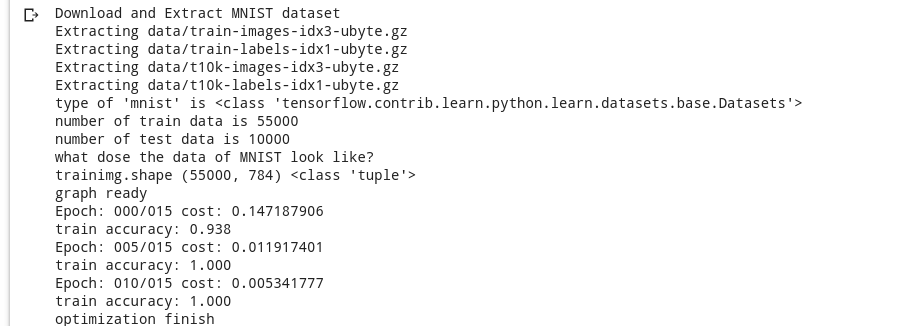 Download and Extract MNIST dataset
Extracting data/train-images-idx3-ubyte.gz
Extracting data/train-labels-idx1-ubyte.gz
Extracting data/t10k-images-idx3-ubyte.gz
Extracting data/t10k-labels-idx1-ubyte.gz
type of 'mnist' is <class 'tensorflow.contrib.learn.python.learn.datasets.base.Datasets'>
number of train data is 55000
number of test data is 10000
what dose the data of MNIST look like?
trainimg.shape (55000, 784) <class 'tuple'>
graph ready
Epoch: 000/015 cost: 0.147187906
train accuracy: 0.938
Epoch: 005/015 cost: 0.011917401
train accuracy: 1.000
Epoch: 010/015 cost: 0.005341777
train accuracy: 1.000
optimization finish